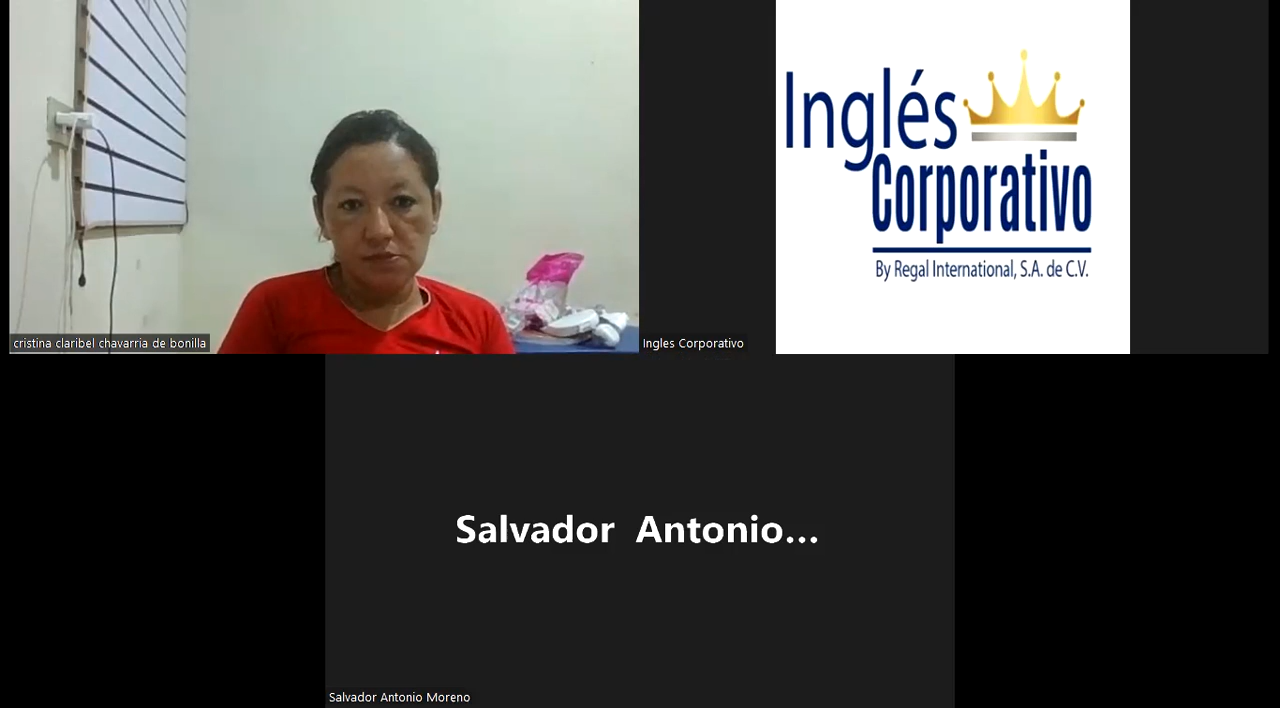 cristina claribel chavarria de bonilla
Inglés
Corporativo
By Regal International, S.A. de C.V.
Ingles Corporativo
Salvador Antonio...
Salvador Antonio Moreno